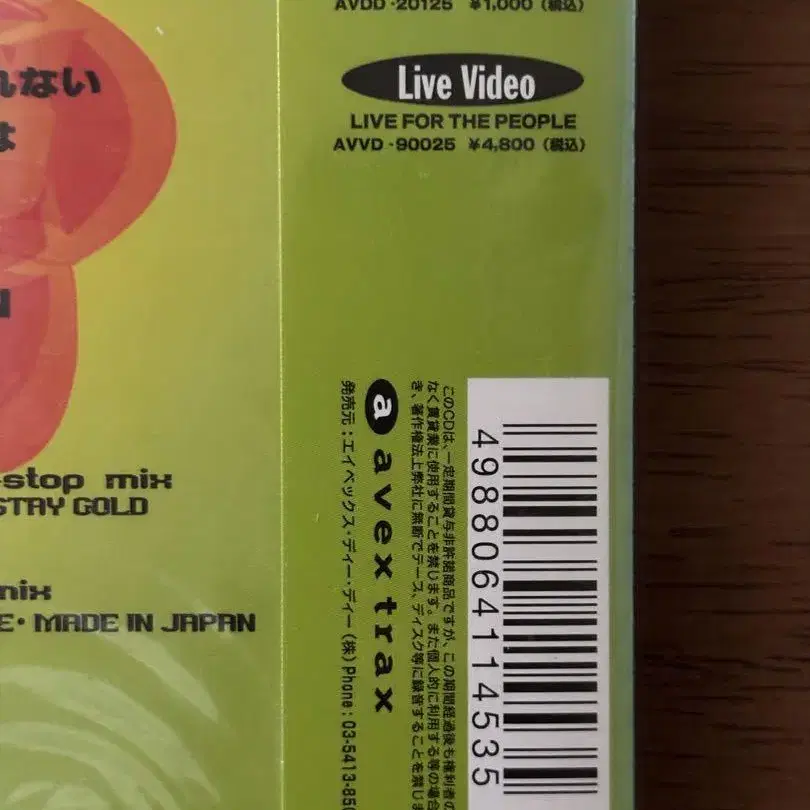 れない
は
N
-stop mix
STAY GOLD
mix
E・MADE IN JAPAN
AVDD-20125 ¥1,000 (税込)
Live Video
LIVE FOR THE PEOPLE
AVVD-90025 ¥4,800 (税込)
このCDは、一定期間貸与非許諾商品ですが、この期間経過後も権利者の
なく賃貸業に使用することを禁じます。また個人的に利用する等の場合
き、著作権法上弊社に無断でテープ、ディスク等に録音することを禁じま
a avex trax
発売元:エイベックス・ディー・ディー(株) Phone:03-5413-85
4988064114535